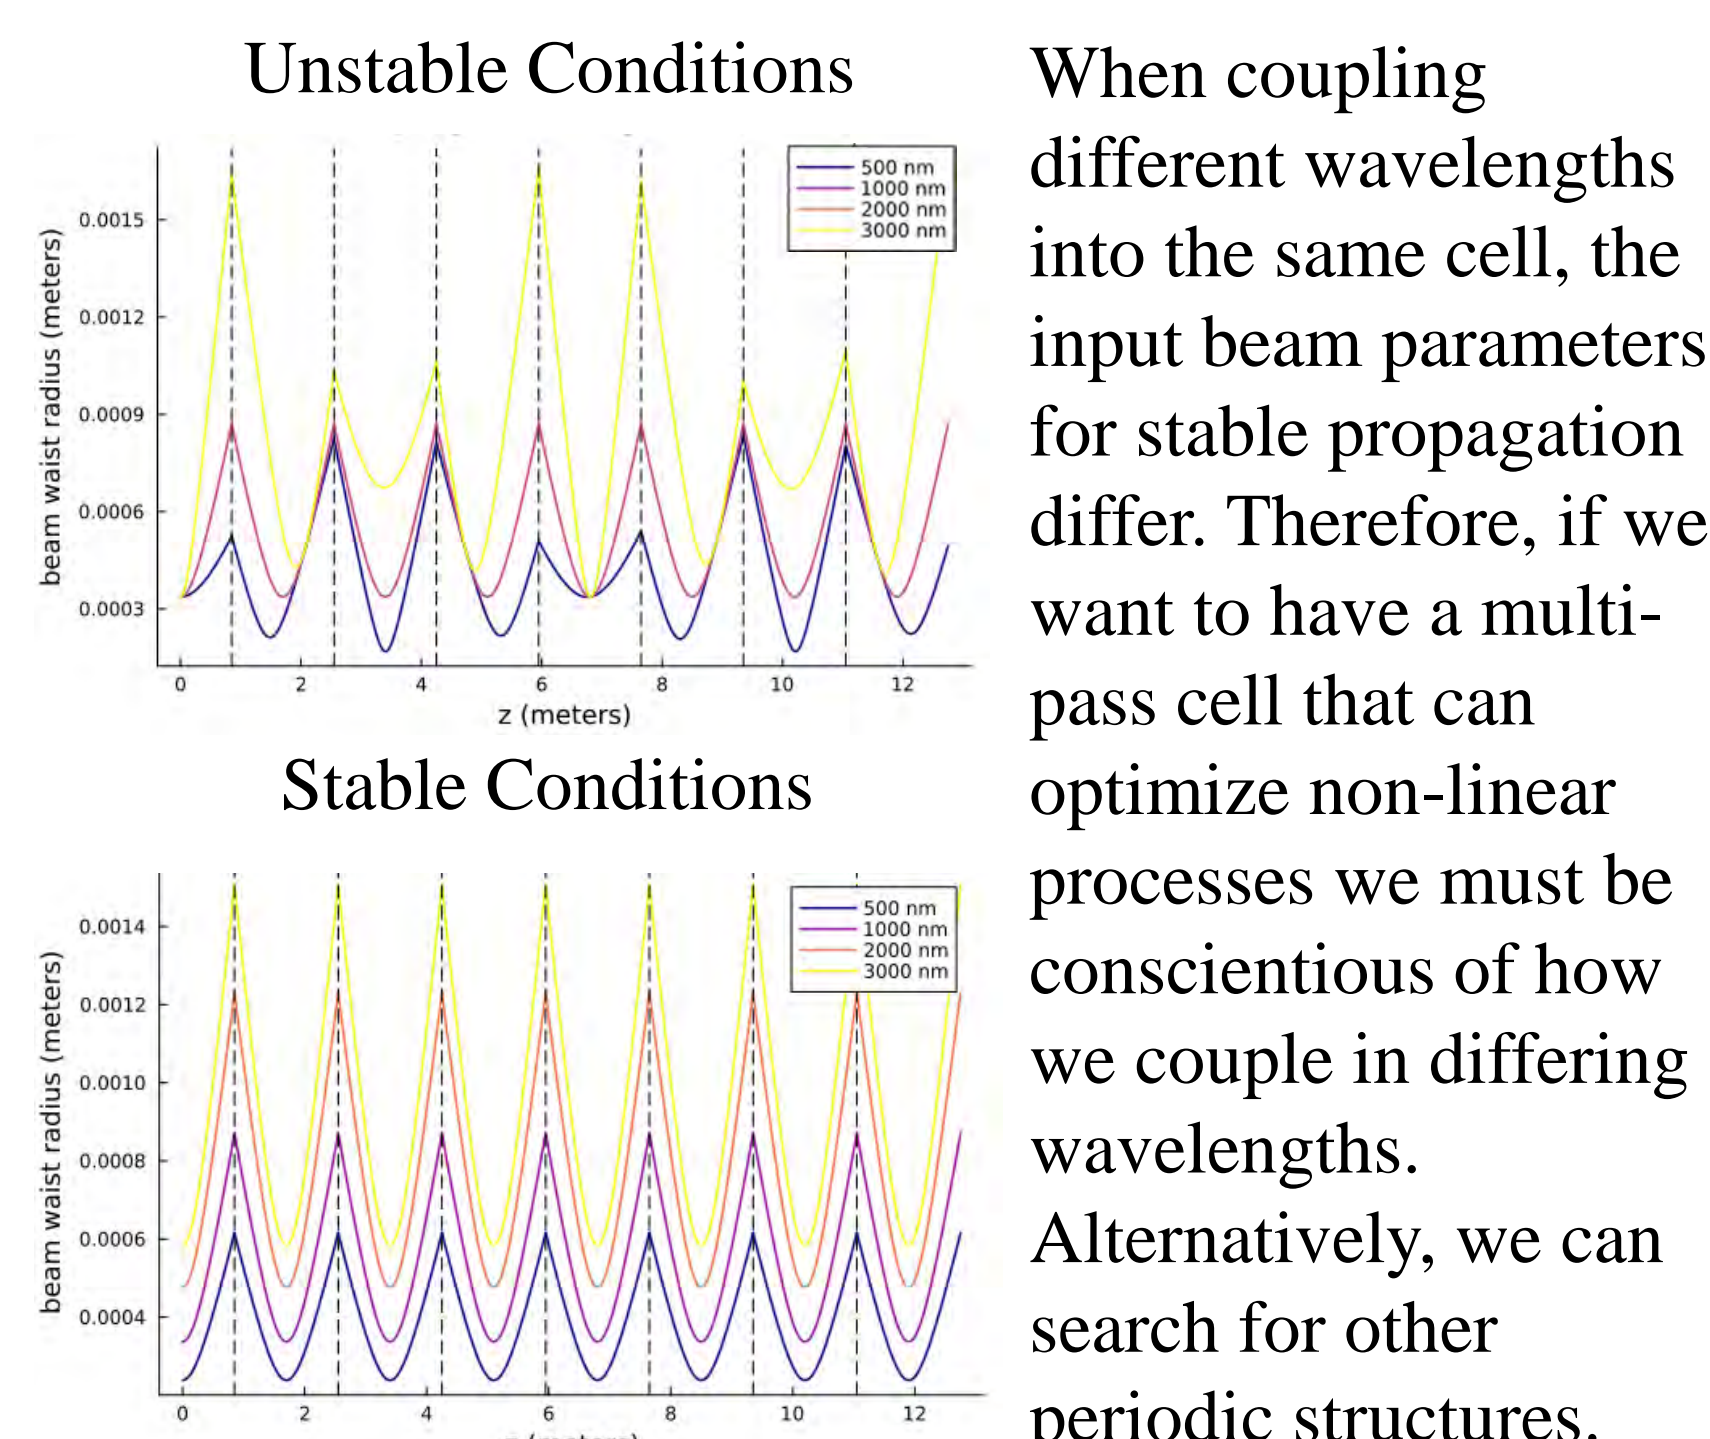 Unstable Conditions
0.0015
0.0012
0.0009
0.0006
0.0003
beam waist radius (meters)
500 nm
1000 nm
2000 nm
3000 nm
0 2 4 6 8 10 12
z (meters)
Stable Conditions
0.0014
0.0012
0.0010
0.0008
0.0006
0.0004
beam waist radius (meters)
500 nm
1000 nm
2000 nm
3000 nm
0 2 4 6 8 10 12
When coupling
different wavelengths
into the same cell, the
input beam parameters
for stable propagation
differ. Therefore, if we
want to have a multi-
pass cell that can
optimize non-linear
processes we must be
conscientious of how
we couple in differing
wavelengths.
Alternatively, we can
search for other
periodic structures.